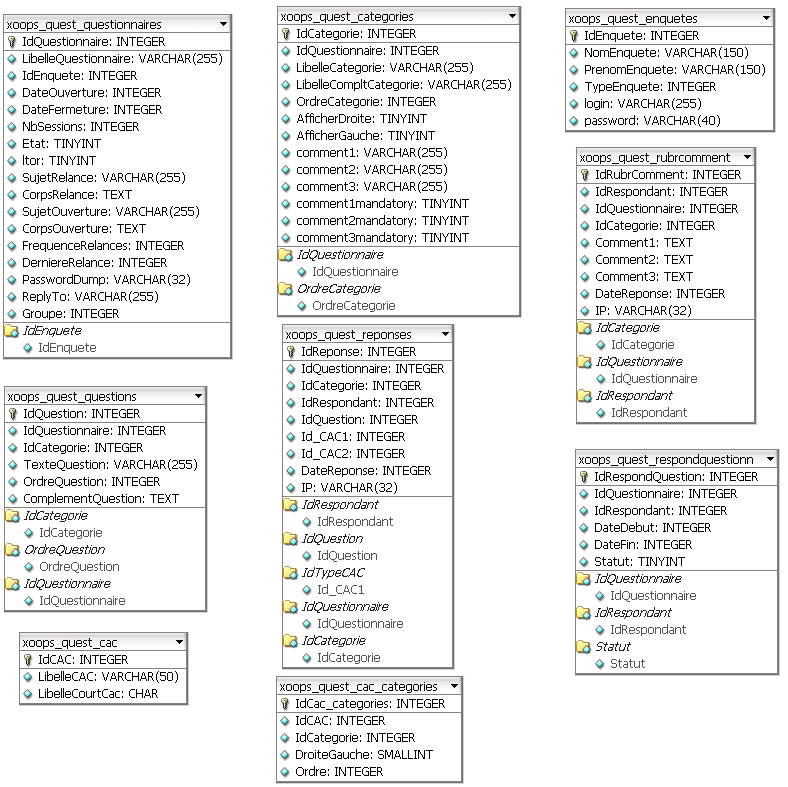 xoops_quest_questionnaires
IdQuestionnaire: INTEGER
LibelleQuestionnaire: VARCHAR(255)
IdEnquete: INTEGER
DateOuverture: INTEGER
DateFermeture: INTEGER
NbSessions: INTEGER
Etat: TINYINT
ltor: TINYINT
SujetRelance: VARCHAR(255)
CorpsRelance: TEXT
SujetOuverture: VARCHAR(255)
CorpsOuverture: TEXT
FrequenceRelances: INTEGER
DerniereRelance: INTEGER
PasswordDump: VARCHAR(32)
ReplyTo: VARCHAR(255)
Groupe: INTEGER
IdEnquete
IdEnquete
xoops_quest_questions
IdQuestion: INTEGER
IdQuestionnaire: INTEGER
IdCategorie: INTEGER
TexteQuestion: VARCHAR(255)
OrdreQuestion: INTEGER
ComplementQuestion: TEXT
IdCategorie
IdCategorie
OrdreQuestion
OrdreQuestion
IdQuestionnaire
IdQuestionnaire
xoops_quest_cac
IdCAC: INTEGER
LibelleCAC: VARCHAR(50)
LibelleCourtCac: CHAR
xoops_quest_categories
IdCategorie: INTEGER
IdQuestionnaire: INTEGER
LibelleCategorie: VARCHAR(255)
LibelleCompltCategorie: VARCHAR(255)
OrdreCategorie: INTEGER
AfficherDroite: TINYINT
AfficherGauche: TINYINT
comment1: VARCHAR(255)
comment2: VARCHAR(255)
comment3: VARCHAR(255)
comment1mandatory: TINYINT
comment2mandatory: TINYINT
comment3mandatory: TINYINT
IdQuestionnaire
IdQuestionnaire
OrdreCategorie
OrdreCategorie
xoops_quest_reponses
IdReponse: INTEGER
IdQuestionnaire: INTEGER
IdCategorie: INTEGER
IdRespondant: INTEGER
IdQuestion: INTEGER
Id_CAC1: INTEGER
Id_CAC2: INTEGER
DateReponse: INTEGER
IP: VARCHAR(32)
IdRespondant
IdRespondant
IdQuestion
IdQuestion
IdTypeCAC
Id_CAC1
IdQuestionnaire
IdQuestionnaire
IdCategorie
IdCategorie
xoops_quest_cac_categories
IdCac_categories: INTEGER
IdCAC: INTEGER
IdCategorie: INTEGER
DroiteGauche: SMALLINT
Ordre: INTEGER
xoops_quest_enquetes
IdEnquete: INTEGER
NomEnquete: VARCHAR(150)
PrenomEnquete: VARCHAR(150)
TypeEnquete: INTEGER
login: VARCHAR(255)
password: VARCHAR(40)
xoops_quest_rubrcomment
IdRubrComment: INTEGER
IdRespondant: INTEGER
IdQuestionnaire: INTEGER
IdCategorie: INTEGER
Comment1: TEXT
Comment2: TEXT
Comment3: TEXT
DateReponse: INTEGER
IP: VARCHAR(32)
IdCategorie
IdCategorie
IdQuestionnaire
IdQuestionnaire
IdRespondant
IdRespondant
xoops_quest_respondquestionn
IdRespondQuestion: INTEGER
IdQuestionnaire: INTEGER
IdRespondant: INTEGER
DateDebut: INTEGER
DateFin: INTEGER
Statut: TINYINT
IdQuestionnaire
IdQuestionnaire
IdRespondant
IdRespondant
Statut
Statut